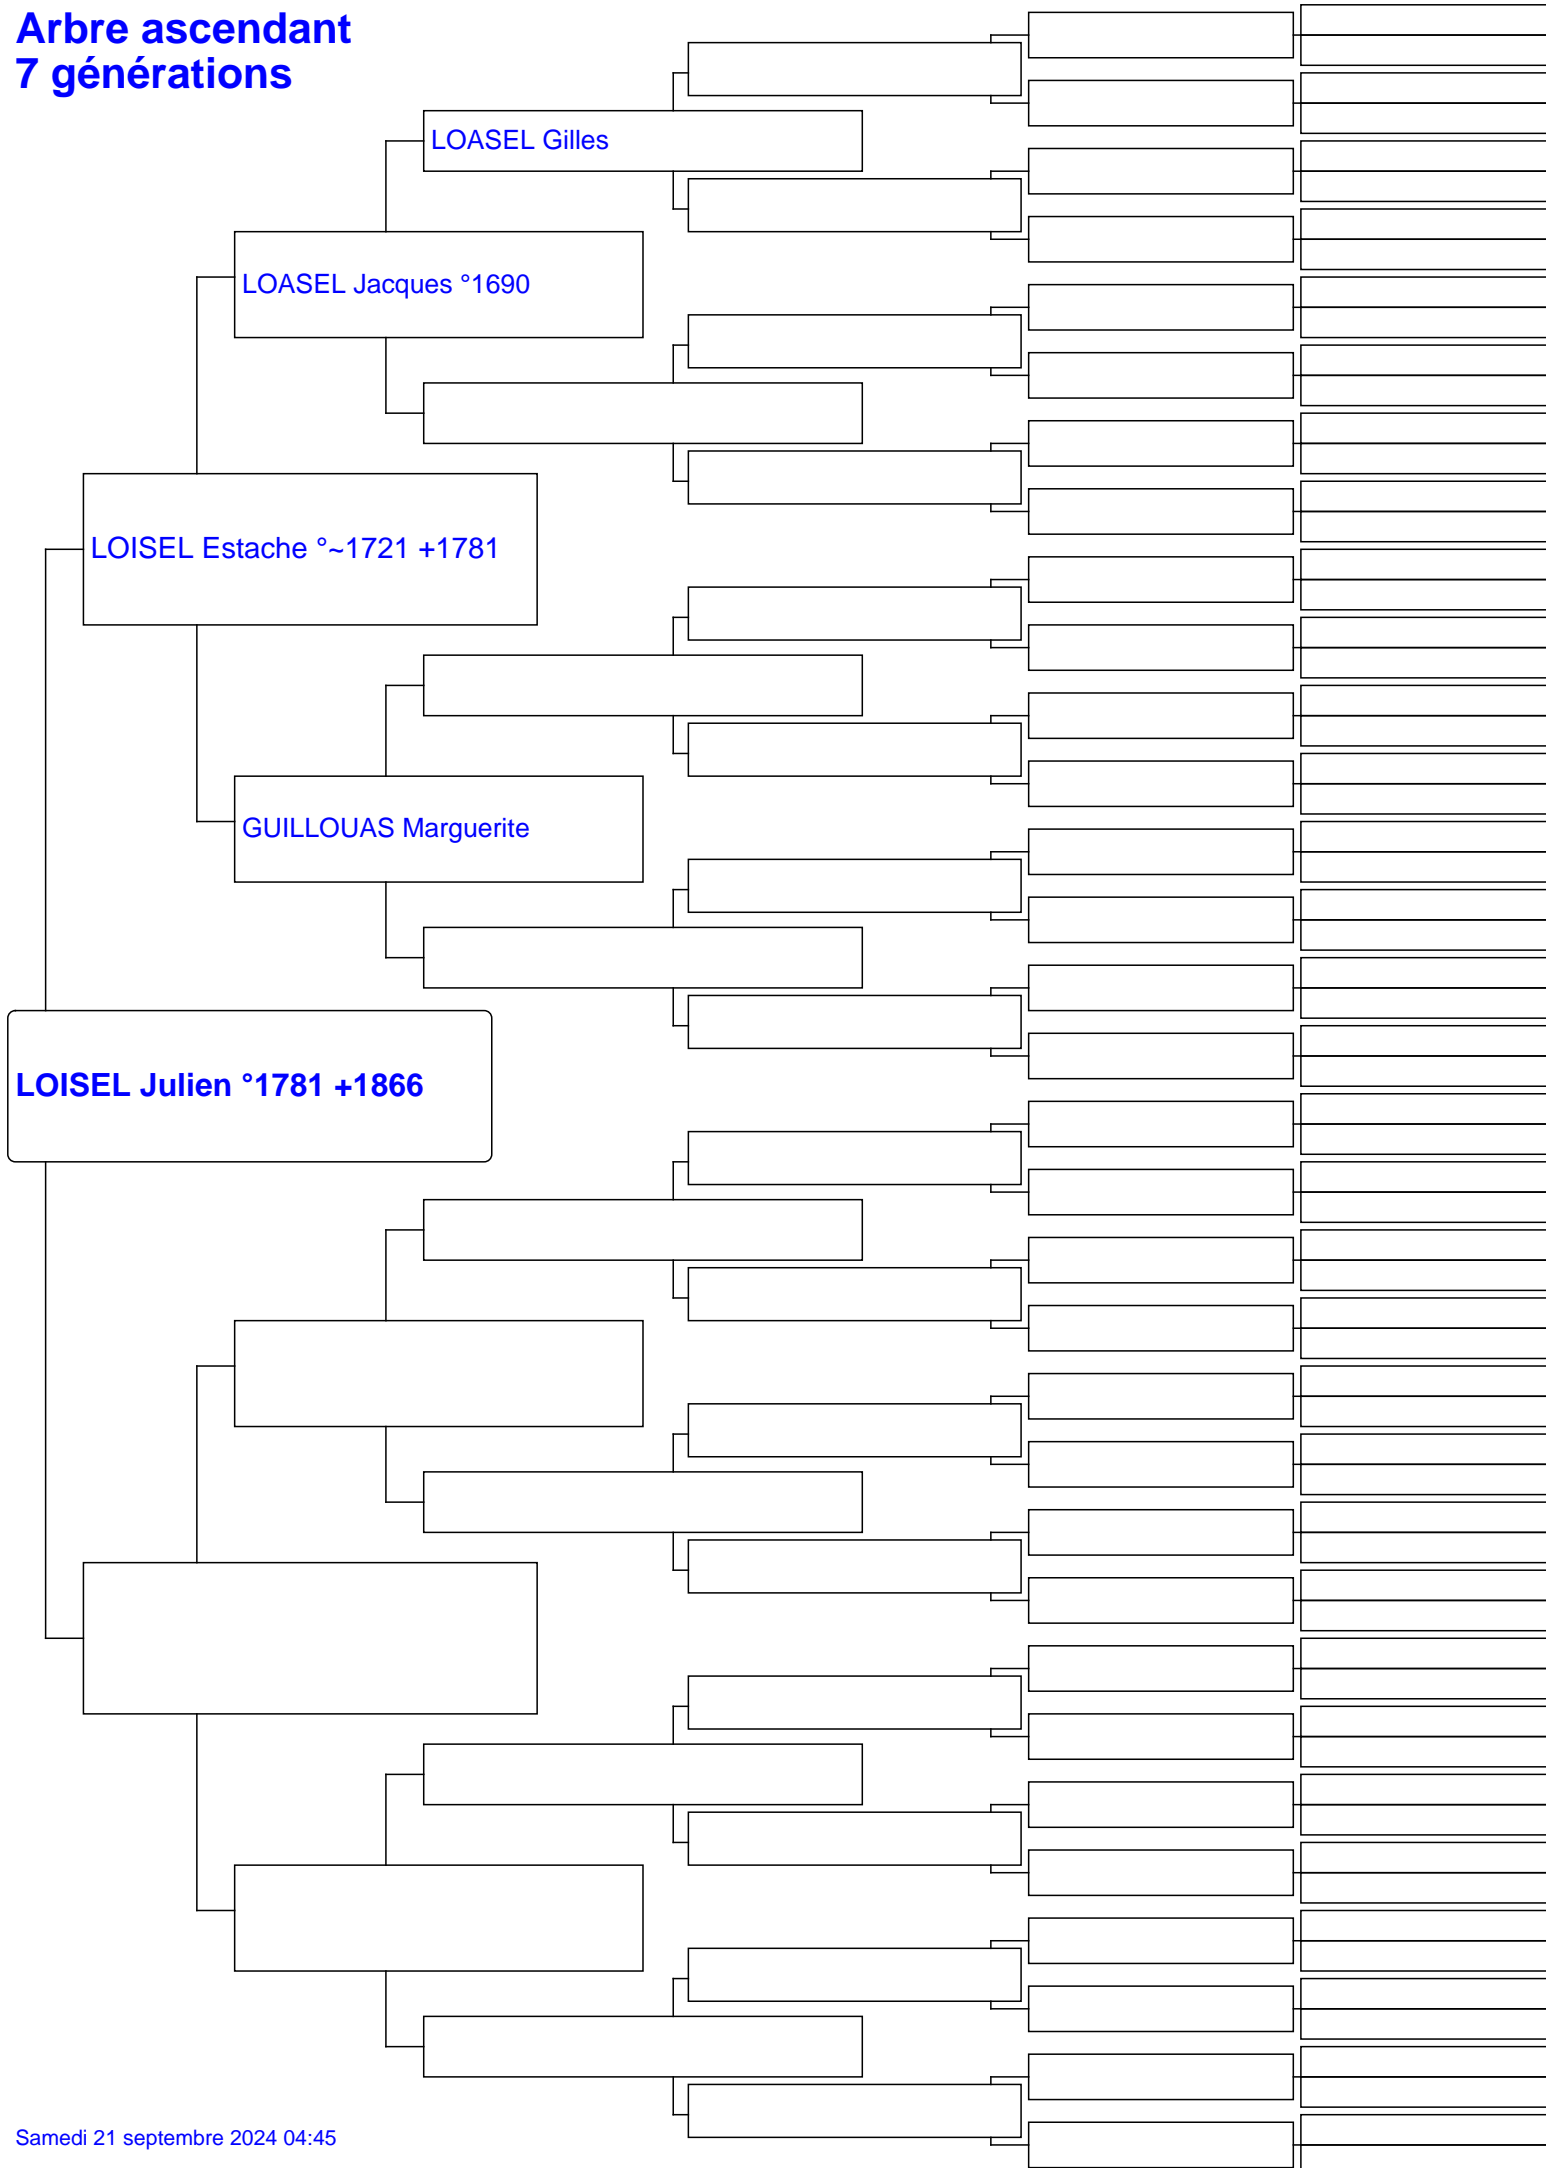 Arbre ascendant
7 générations
LOASEL Gilles
LOASEL Jacques °1690
LOISEL Estache °~1721 +1781
GUILLOUAS Marguerite
LOISEL Julien °1781 +1866
Samedi 21 septembre 2024 04:45